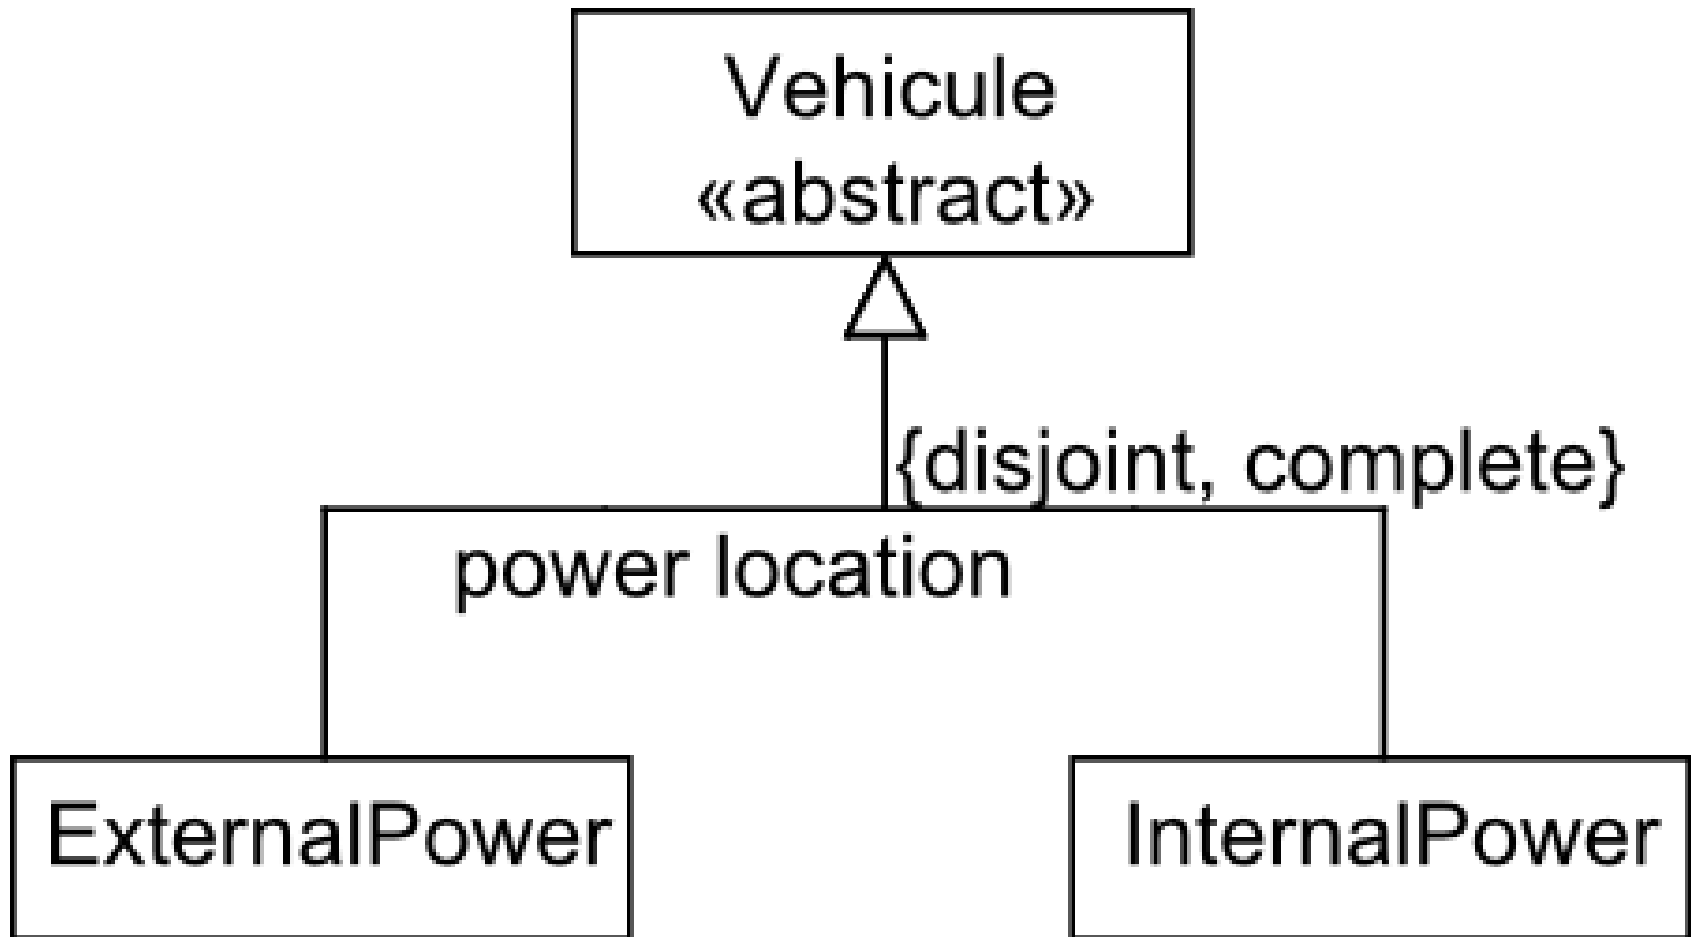 Vehicule
«abstract»
{disjoint, complete}
power location
ExternalPower
InternalPower